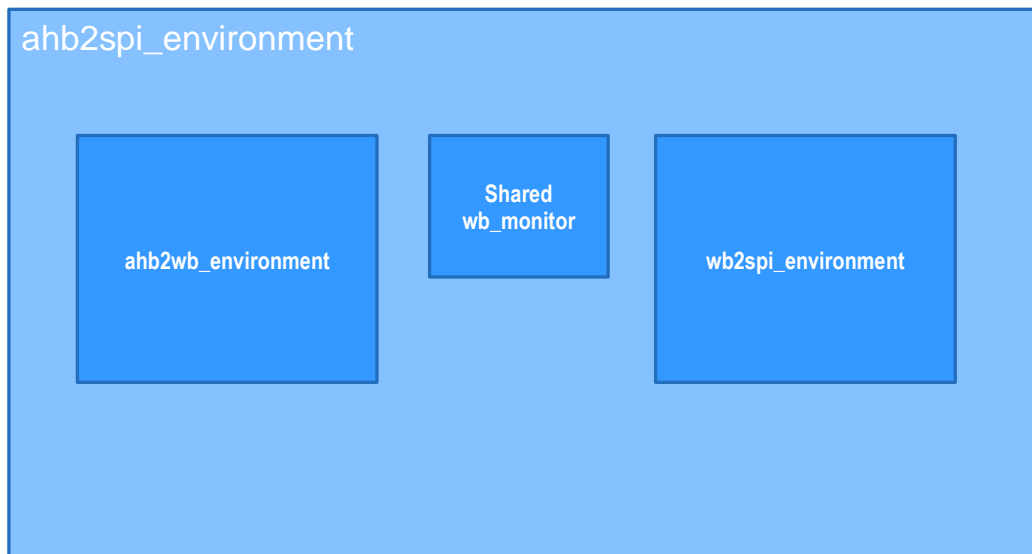 ahb2spi_environment
Shared
wb_monitor
ahb2wb_environment
wb2spi_environment